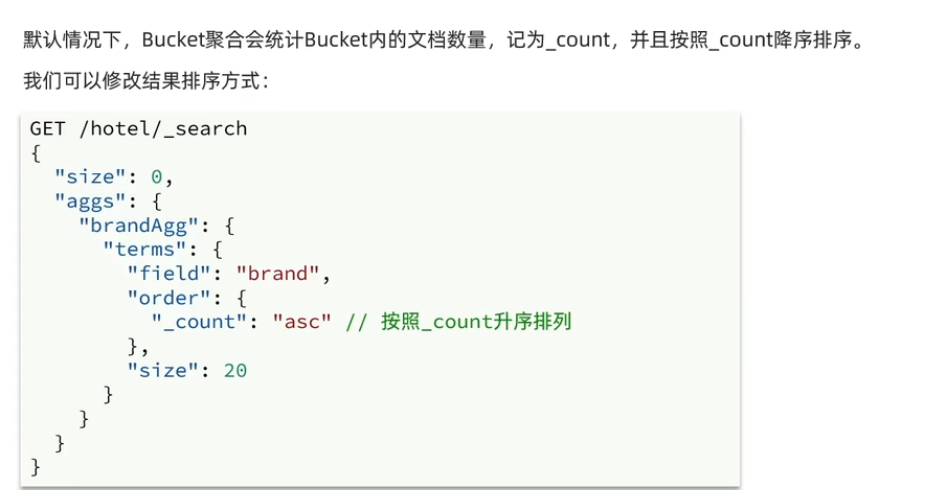 默认情况下，Bucket聚合会统计Bucket内的文档数量，记为_count，并且按照_count降序排序。
我们可以修改结果排序方式：
GET /hotel/_search
{
  "size": 0,
  "aggs": {
    "brandAgg": {
      "terms": {
        "field": "brand",
        "order": {
          "_count": "asc" // 按照_count升序排列
        },
        "size": 20
      }
    }
  }
}